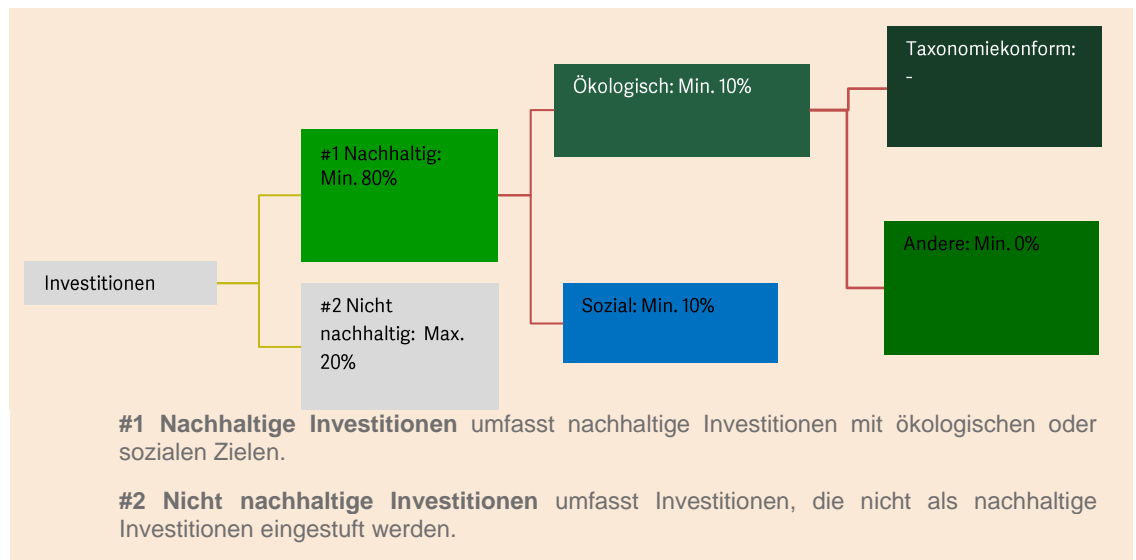 Investitionen
#1 Nachhaltig:
Min. 80%
#2 Nicht
nachhaltig: Max.
20%
Ökologisch: Min. 10%
Sozial: Min. 10%
Taxonomiekonform:
-
Andere: Min. 0%
#1 Nachhaltige Investitionen umfasst nachhaltige Investitionen mit ökologischen oder
sozialen Zielen.
#2 Nicht nachhaltige Investitionen umfasst Investitionen, die nicht als nachhaltige
Investitionen eingestuft werden.